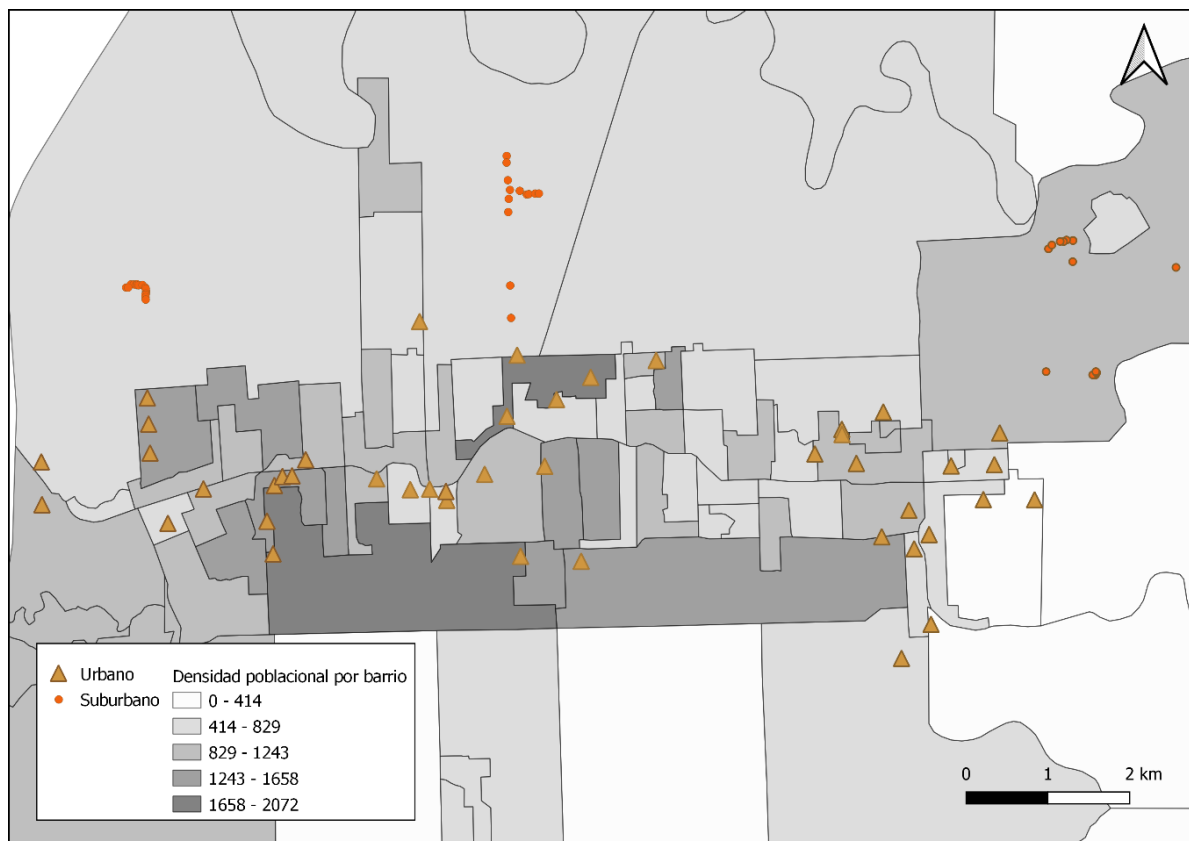 Urbano
Suburbano
Densidad poblacional por barrio
0 - 414
414 - 829
829 - 1243
1243 - 1658
1658 - 2072
0 1 2 km